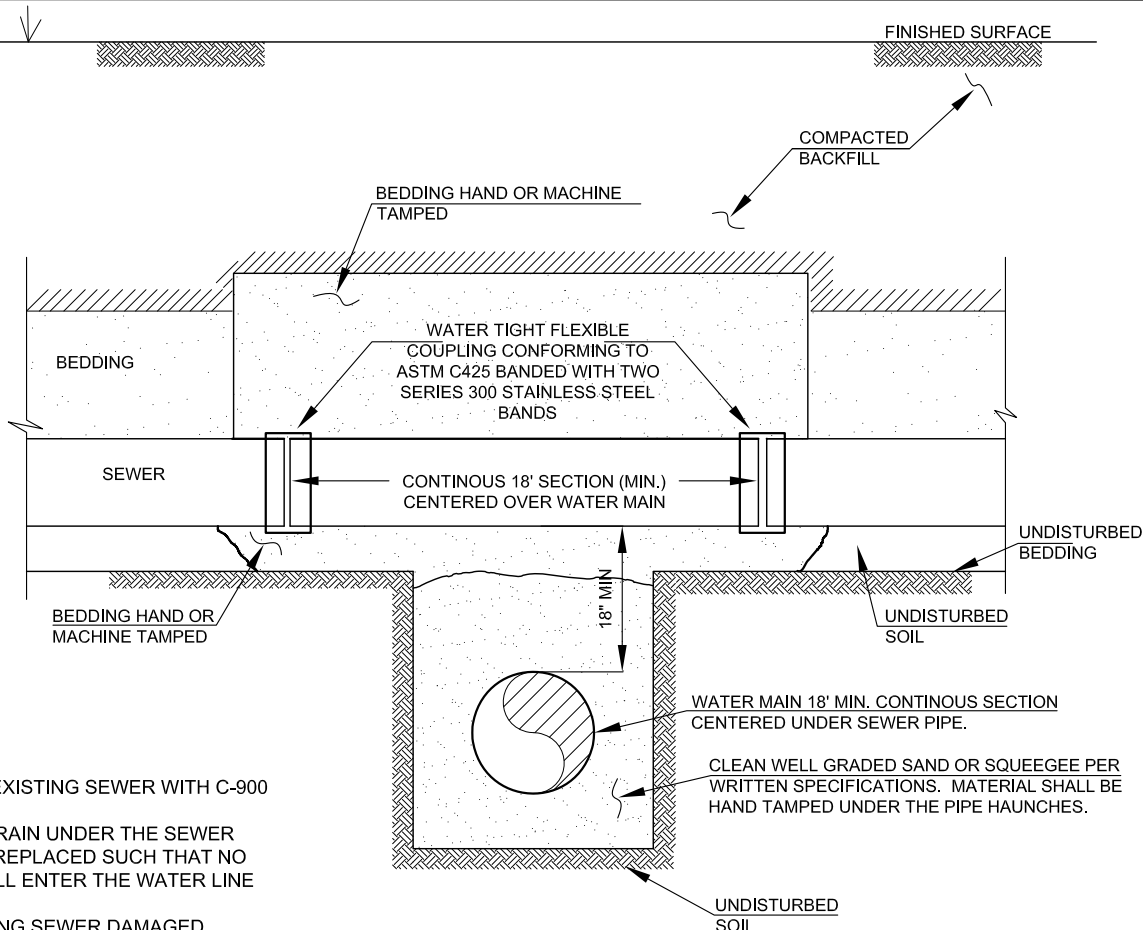 FINISHED SURFACE
COMPACTED
BACKFILL
BEDDING HAND OR MACHINE
TAMPED
WATER TIGHT FLEXIBLE
COUPLING CONFORMING TO
ASTM C425 BANDED WITH TWO
SERIES 300 STAINLESS STEEL
BANDS
BEDDING
SEWER
CONTINOUS 18' SECTION (MIN.)
CENTERED OVER WATER MAIN
UNDISTURBED
BEDDING
18" MIN
BEDDING HAND OR
MACHINE TAMPED
UNDISTURBED
SOIL
WATER MAIN 18' MIN. CONTINOUS SECTION
CENTERED UNDER SEWER PIPE.
CLEAN WELL GRADED SAND OR SQUEEGEE PER
WRITTEN SPECIFICATIONS. MATERIAL SHALL BE
HAND TAMPED UNDER THE PIPE HAUNCHES.
EXISTING SEWER WITH C-900
RAIN UNDER THE SEWER
REPLACED SUCH THAT NO
LL ENTER THE WATER LINE
NG SEWER DAMAGED
UNDISTURBED
SOIL